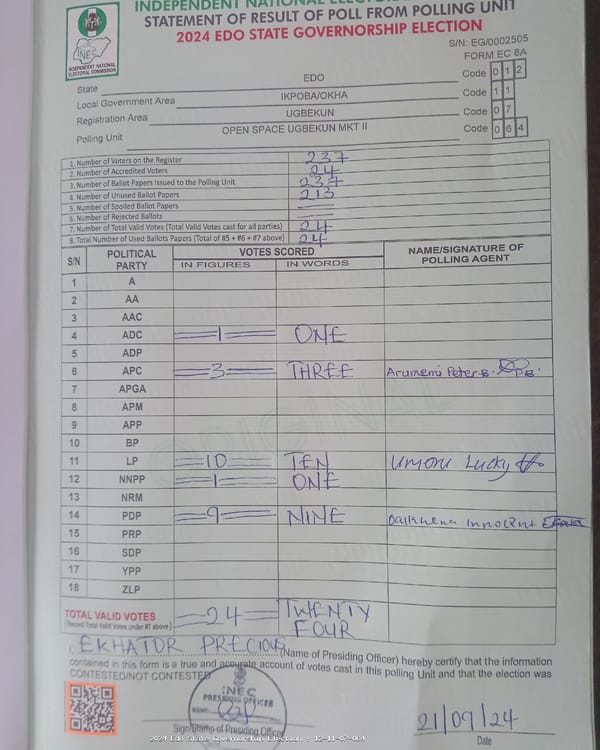 INDEPENDENT NATIONAL
STATEMENT OF RESULT OF POLL FROM POLLING UNIT
2024 EDO STATE GOVERNORSHIP ELECTION
INEC
INDEPENDENT NATIONAL
ELECTORAL COMMISSION
S/N: EG/0002505
FORM EC 8A
State EDO Code 0 1 2
Local Government Area IKPOBA/OKHA Code 1 1
Registration Area UGBEKUN Code 0 7
Polling Unit OPEN SPACE UGBEKUN MKT II Code 0 6 4
1. Number of Voters on the Register 237
2. Number of Accredited Voters 24
3. Number of Ballot Papers Issued to the Polling Unit 237
4. Number of Unused Ballot Papers 213
5. Number of Spoiled Ballot Papers
6. Number of Rejected Ballots
7. Number of Total Valid Votes (Total Valid Votes cast for all parties) 24
8. Total Number of Used Ballots Papers (Total of #5 + #6 + #7 above) 24
S/N POLITICAL PARTY VOTES SCORED NAME/SIGNATURE OF POLLING AGENT
IN FIGURES IN WORDS
1 A
2 AA
3 AAC
4 ADC 1 ONE
5 ADP
6 APC 3 THREE Arumemi Peter.B.
7 APGA
8 APM
9 APP
10 BP
11 LP 10 TEN Umoru Lucky
12 NNPP 1 ONE
13 NRM
14 PDP 9 NINE Innocent
15 PRP
16 SDP
17 YPP
18 ZLP
ORIGINAL
TOTAL VALID VOTES 24 TWENTY FOUR
(Record Total Valid Votes under #7 above)
I, EKHATOR PRECIOUS (Name of Presiding Officer) hereby certify that the information
contained in this form is a true and accurate account of votes cast in this polling Unit and that the election was
CONTESTED/NOT CONTESTED
INEC
PRESIDING OFFICER
Sign/Stamp of Presiding Officer
21/09/24
Date
2024 Edo State Governorship Election - 12-11-07-064